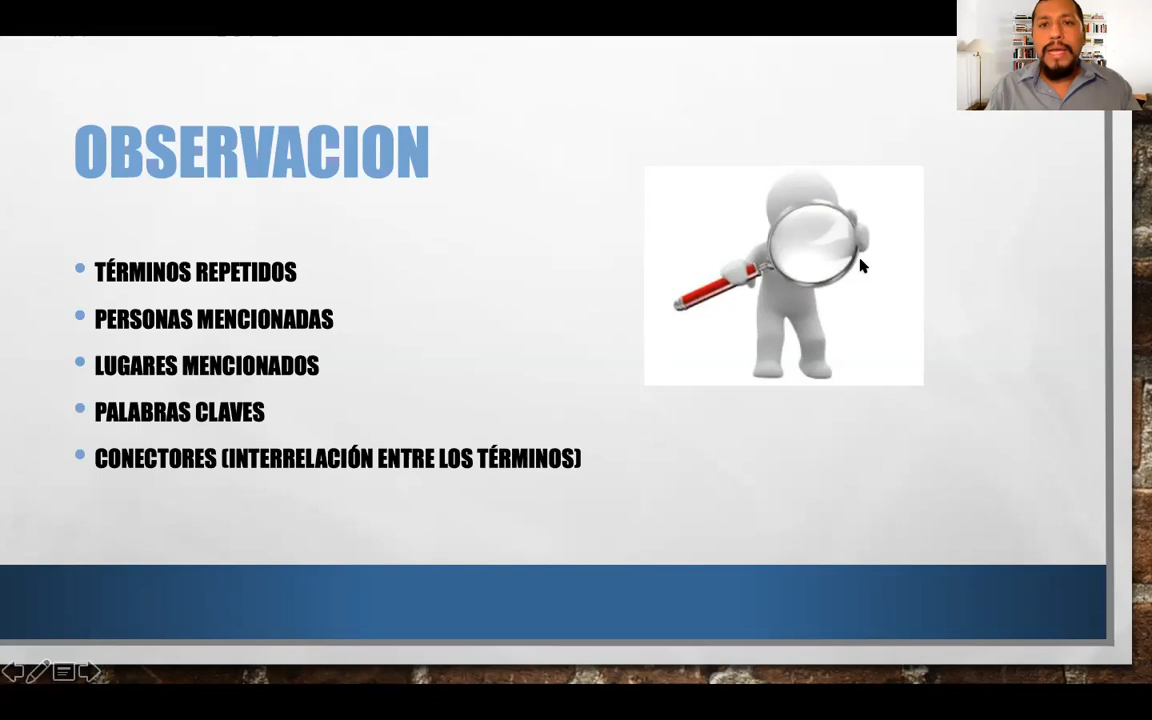 OBSERVACION
TÉRMINOS REPETIDOS
PERSONAS MENCIONADAS
LUGARES MENCIONADOS
PALABRAS CLAVES
CONECTORES (INTERRELACIÓN ENTRE LOS TÉRMINOS)